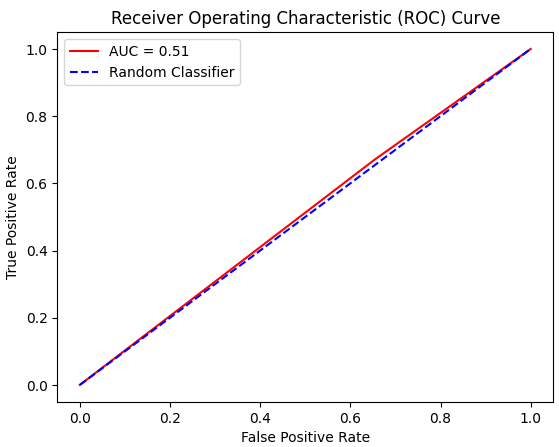 Receiver Operating Characteristic (ROC) Curve
AUC = 0.51
Random Classifier
True Positive Rate
1.0
0.8
0.6
0.4
0.2
0.0
0.0 0.2 0.4 0.6 0.8 1.0
False Positive Rate